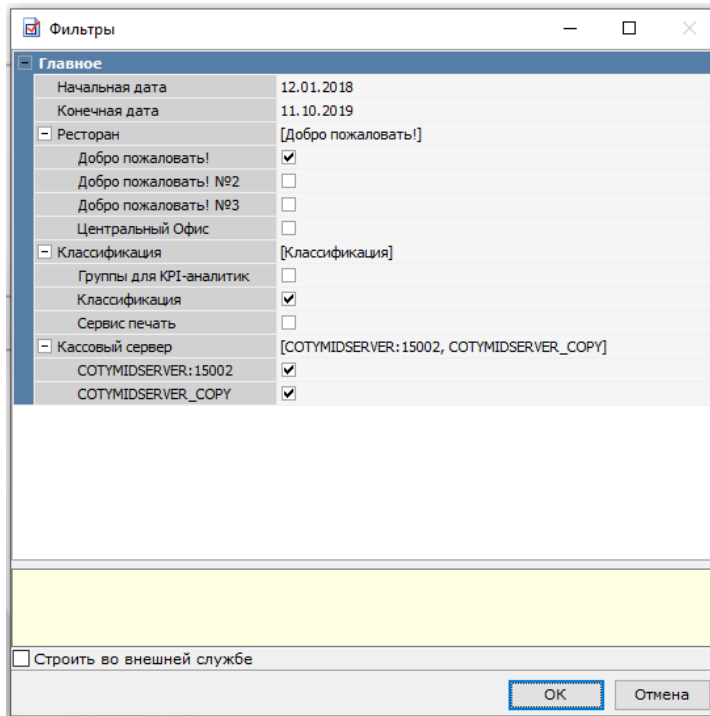 Фильтры
Главное
Начальная дата 12.01.2018
Конечная дата 11.10.2019
Ресторан [Добро пожаловать!]
Добро пожаловать!
Добро пожаловать! №2
Добро пожаловать! №3
Центральный Офис
Классификация [Классификация]
Группы для KPI-аналитик
Классификация
Сервис печать
Кассовый сервер [COTYMIDSERVER:15002, COTYMIDSERVER_COPY]
COTYMIDSERVER:15002
COTYMIDSERVER_COPY
Строить во внешней службе
OK Отмена